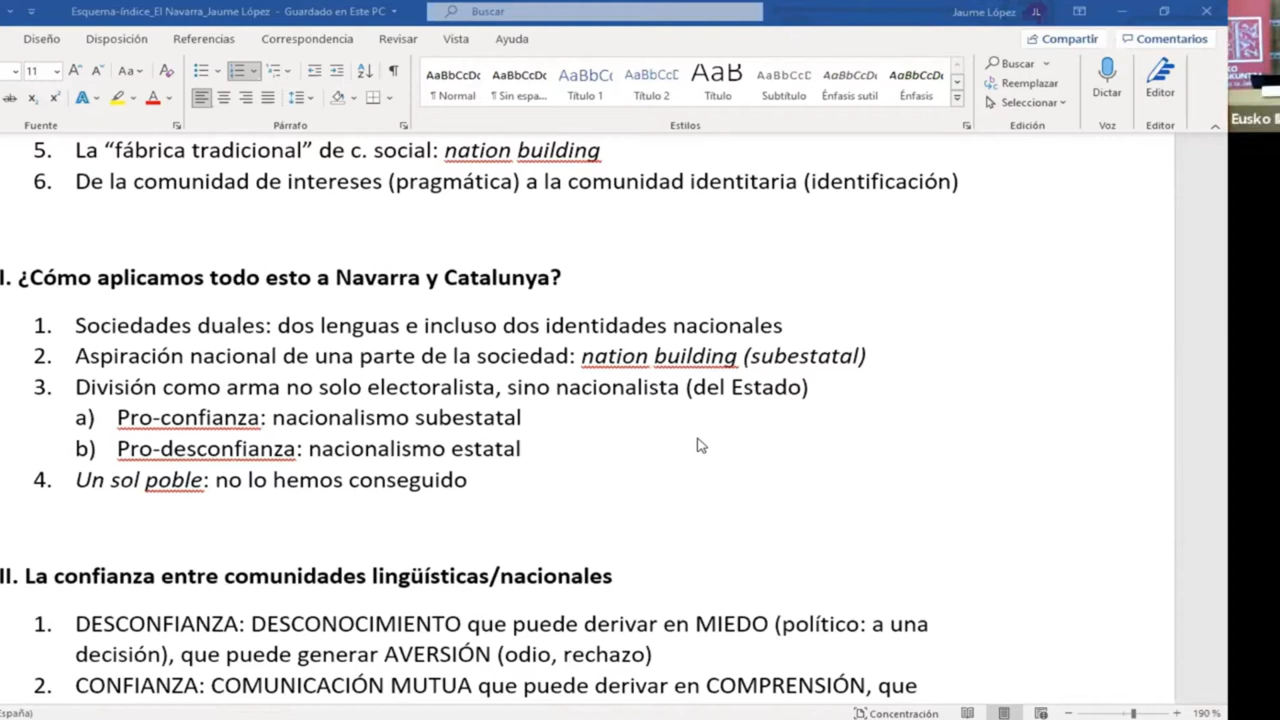 Esquema-índice_El Navarra_Jaume López - Guardado en Este PC
Buscar
Jaume López JL
Diseño Disposición Referencias Correspondencia Revisar Vista Ayuda
Compartir Comentarios
11 Aa
AaBbCcDc AaBbCcDc AaBbC( AaBbCcD AaB AaBbCcD AaBbCcDc AaBbCcDc
¶ Normal ¶ Sin espa... Título 1 Título 2 Título Subtítulo Énfasis sutil Énfasis
Buscar
Reemplazar
Seleccionar
Dictar Editor
Fuente Párrafo Estilos Edición Voz Editor
Eusko
5. La “fábrica tradicional” de c. social: nation building
6. De la comunidad de intereses (pragmática) a la comunidad identitaria (identificación)
I. ¿Cómo aplicamos todo esto a Navarra y Catalunya?
1. Sociedades duales: dos lenguas e incluso dos identidades nacionales
2. Aspiración nacional de una parte de la sociedad: nation building (subestatal)
3. División como arma no solo electoralista, sino nacionalista (del Estado)
a) Pro-confianza: nacionalismo subestatal
b) Pro-desconfianza: nacionalismo estatal
4. Un sol poble: no lo hemos conseguido
II. La confianza entre comunidades lingüísticas/nacionales
1. DESCONFIANZA: DESCONOCIMIENTO que puede derivar en MIEDO (político: a una
decisión), que puede generar AVERSIÓN (odio, rechazo)
2. CONFIANZA: COMUNICACIÓN MUTUA que puede derivar en COMPRENSIÓN, que
España) Concentración 190 %